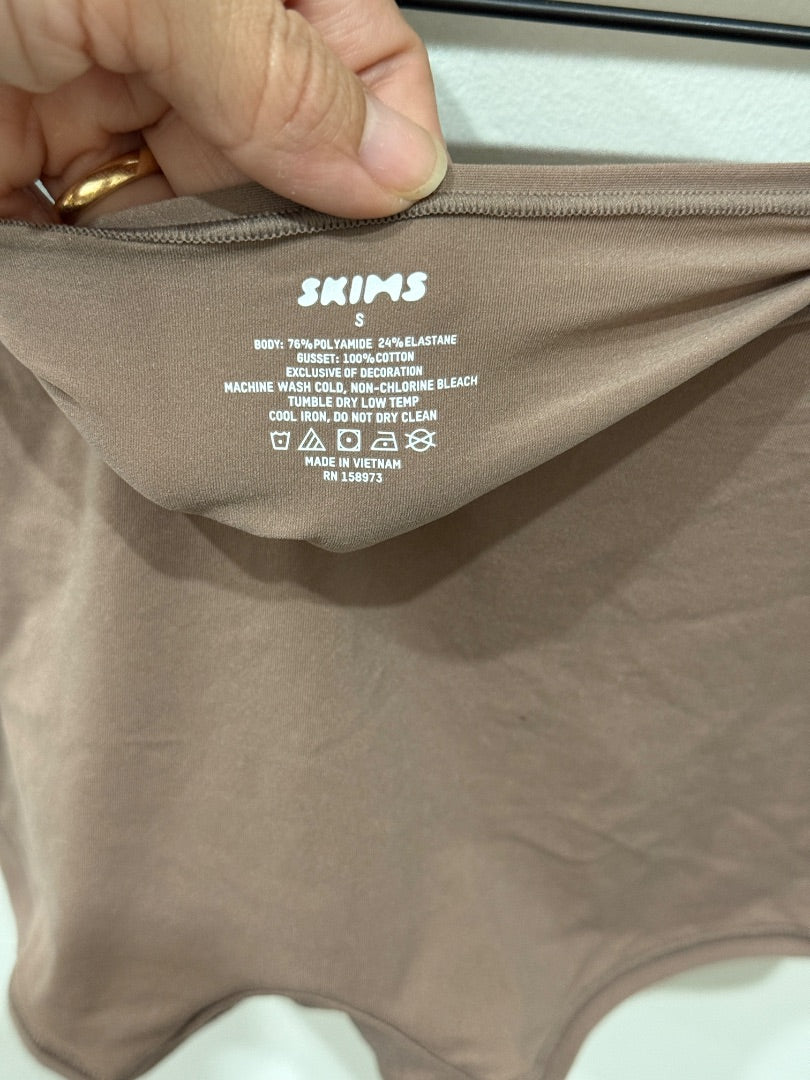 SKIMS
S
BODY: 76% POLYAMIDE 24% ELASTANE
GUSSET: 100% COTTON
EXCLUSIVE OF DECORATION
MACHINE WASH COLD, NON-CHLORINE BLEACH
TUMBLE DRY LOW TEMP
COOL IRON, DO NOT DRY CLEAN
MADE IN VIETNAM
RN 158973